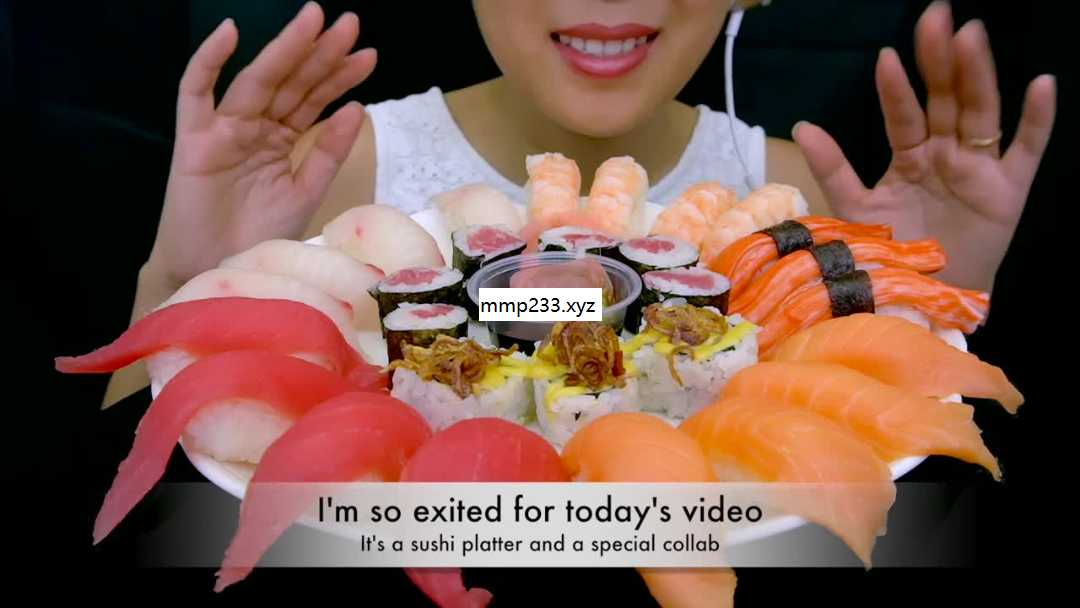 mmp233.xyz
I'm so exited for today's video
It's a sushi platter and a special collab